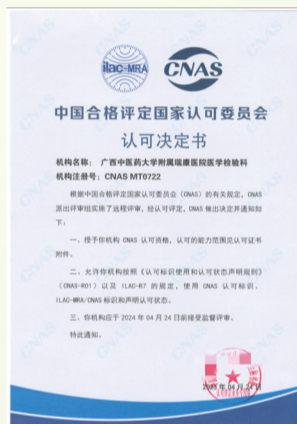 ilac-MRA
CNAS
中国合格评定国家认可委员会
认可决定书
机构名称： 广西中医药大学附属瑞康医院医学检验科
机构注册号：CNAS MT0722
根据中国合格评定国家认可委员会（CNAS）的有关规定，CNAS
派出评审组实施了远程评审。经认可评定，CNAS 做出决定并通知如
下：
一、授予你机构 CNAS 认可资格，认可的能力范围见认可证书
附件。
二、允许你机构按照《认可标识使用和认可状态声明规则》
（CNAS-R01）以及 ILAC-R7 的规定，使用 CNAS 认可标识、
ILAC-MRA/CNAS 标识和声明认可状态。
三、你机构应于 2024 年 04 月 24 日前接受监督评审。
特此通知。
2023 年 04 月 24 日